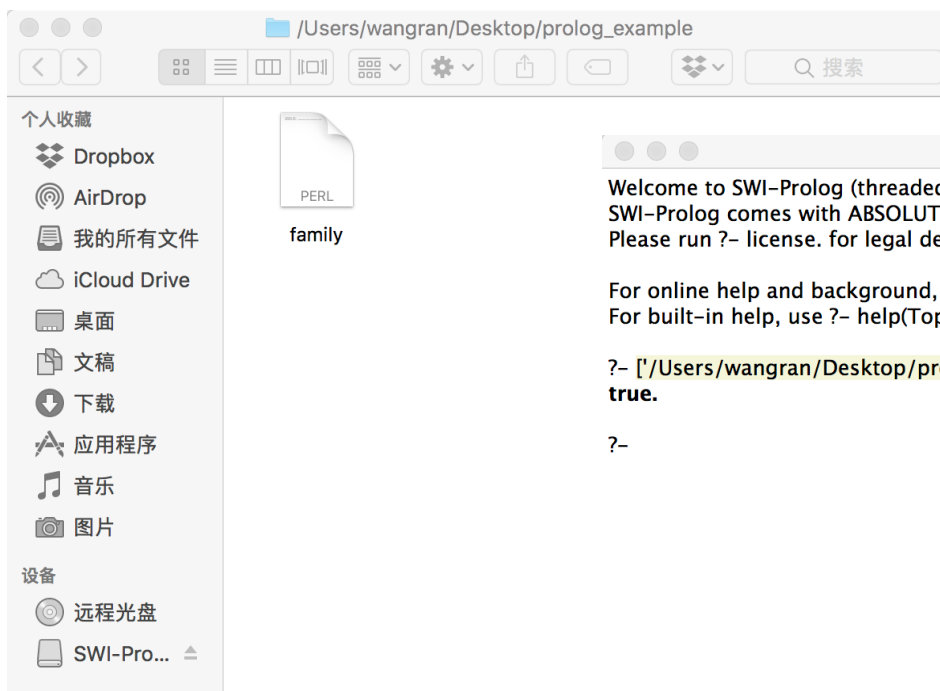 /Users/wangran/Desktop/prolog_example
搜索
个人收藏
Dropbox
AirDrop
我的所有文件
iCloud Drive
桌面
文稿
下载
应用程序
音乐
图片
设备
远程光盘
SWI-Pro...
PERL
family
Welcome to SWI-Prolog (threaded
SWI-Prolog comes with ABSOLUT
Please run ?- license. for legal de
For online help and background,
For built-in help, use ?- help(Top
?- ['/Users/wangran/Desktop/pro
true.
?-